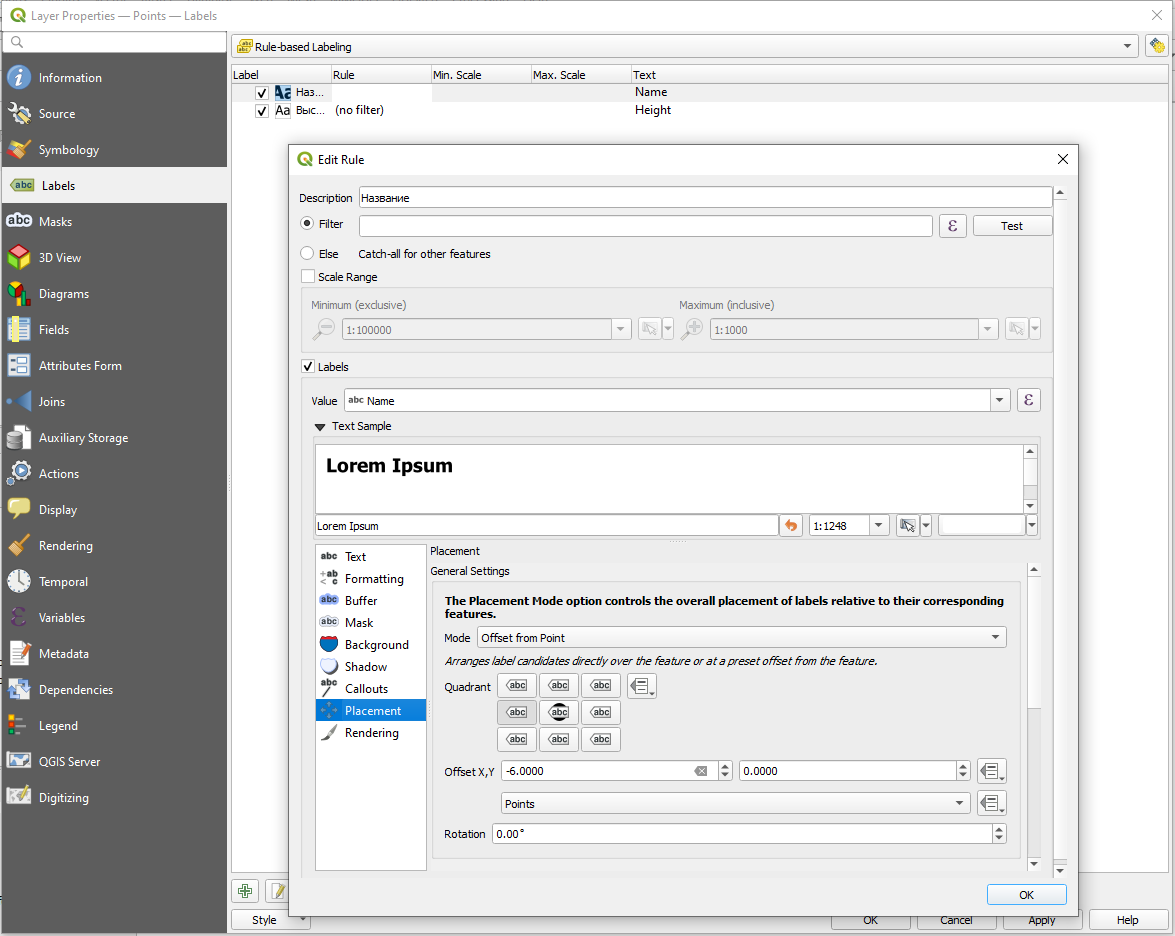 Layer Properties — Points — Labels
Information
Source
Symbology
abc Labels
abc Masks
3D View
Diagrams
Fields
Attributes Form
Joins
Auxiliary Storage
Actions
Display
Rendering
Temporal
Variables
Metadata
Dependencies
Legend
QGIS Server
Digitizing
Rule-based Labeling
Label Rule Min. Scale Max. Scale Text
Aa Наз... Name
Aa Выс... (no filter) Height
Edit Rule
Description Название
Filter ε Test
Else Catch-all for other features
Scale Range
Minimum (exclusive) Maximum (inclusive)
1:100000 1:1000
Labels
Value abc Name ε
Text Sample
Lorem Ipsum
Lorem Ipsum 1:1248
abc Text
Formatting
abc Buffer
abc Mask
Background
Shadow
abc Callouts
Placement
Rendering
Placement
General Settings
The Placement Mode option controls the overall placement of labels relative to their corresponding
features.
Mode Offset from Point
Arranges label candidates directly over the feature or at a preset offset from the feature.
Quadrant abc abc abc
abc abc abc
abc abc abc
Offset X,Y -6.0000 0.0000
Points
Rotation 0.00°
OK
Style OK Cancel Apply Help